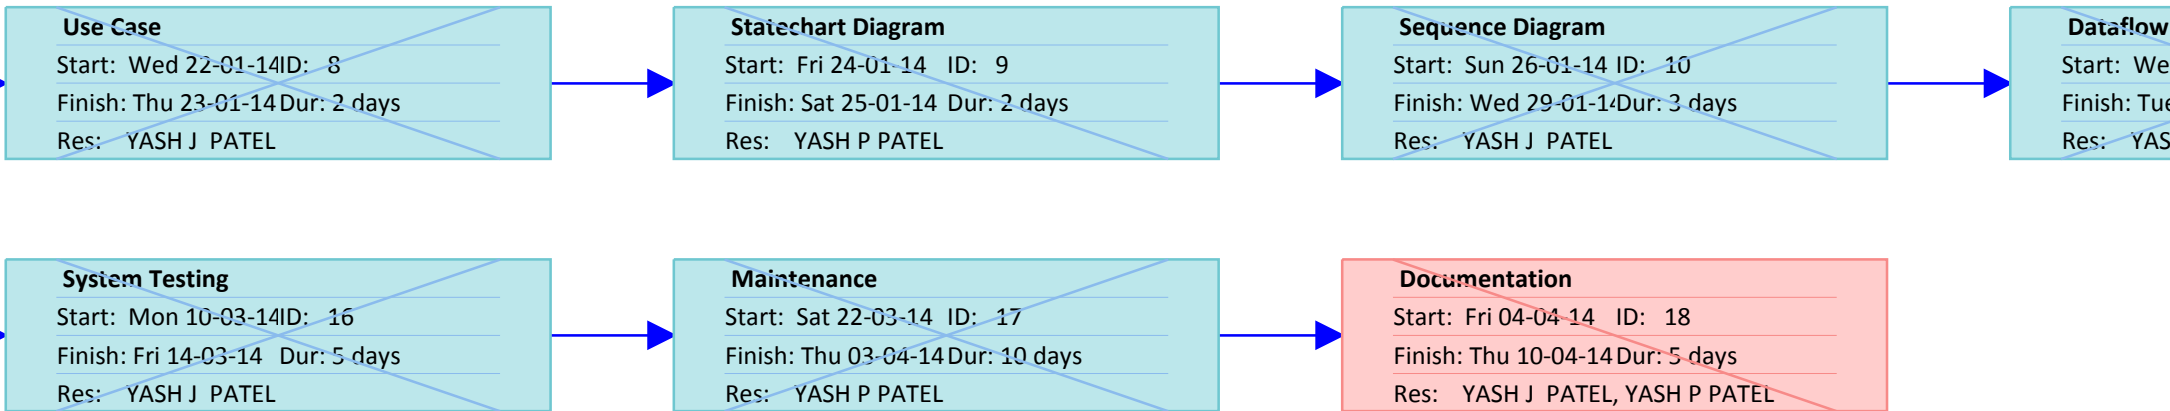 Use Case
Start: Wed 22-01-14 ID: 8
Finish: Thu 23-01-14 Dur: 2 days
Res: YASH J PATEL
Statechart Diagram
Start: Fri 24-01-14 ID: 9
Finish: Sat 25-01-14 Dur: 2 days
Res: YASH P PATEL
Sequence Diagram
Start: Sun 26-01-14 ID: 10
Finish: Wed 29-01-14 Dur: 3 days
Res: YASH J PATEL
Dataflow
Start: We
Finish: Tue
Res: YAS
System Testing
Start: Mon 10-03-14 ID: 16
Finish: Fri 14-03-14 Dur: 5 days
Res: YASH J PATEL
Maintenance
Start: Sat 22-03-14 ID: 17
Finish: Thu 03-04-14 Dur: 10 days
Res: YASH P PATEL
Documentation
Start: Fri 04-04-14 ID: 18
Finish: Thu 10-04-14 Dur: 5 days
Res: YASH J PATEL, YASH P PATEL